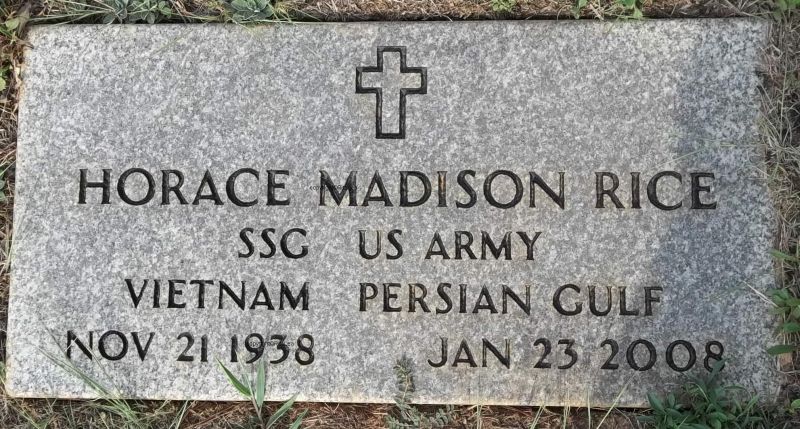 HORACE MADISON RICE
SSG US ARMY
VIETNAM PERSIAN GULF
NOV 21 1938 JAN 23 2008